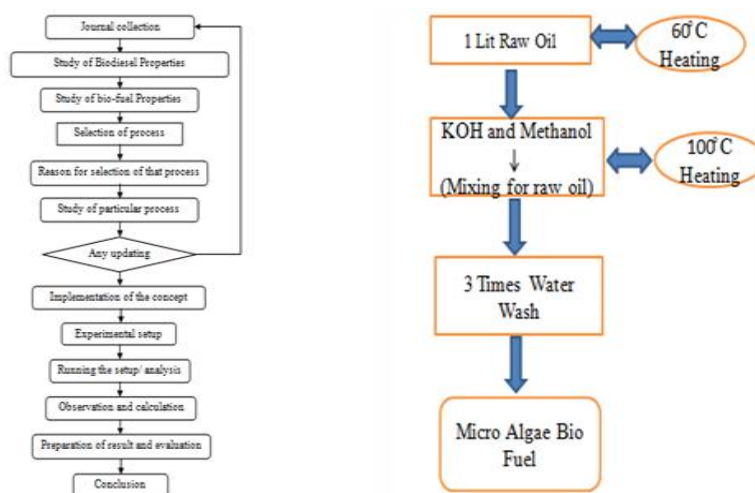 Journal collection
Study of Biodiesel Properties
Study of bio-fuel Properties
Selection of process
Reason for selection of that process
Study of particular process
Any updating
Implementation of the concept
Experimental setup
Running the setup/ analysis
Observation and calculation
Preparation of result and evaluation
Conclusion
1 Lit Raw Oil
60°C
Heating
KOH and Methanol
(Mixing for raw oil)
100°C
Heating
3 Times Water
Wash
Micro Algae Bio
Fuel